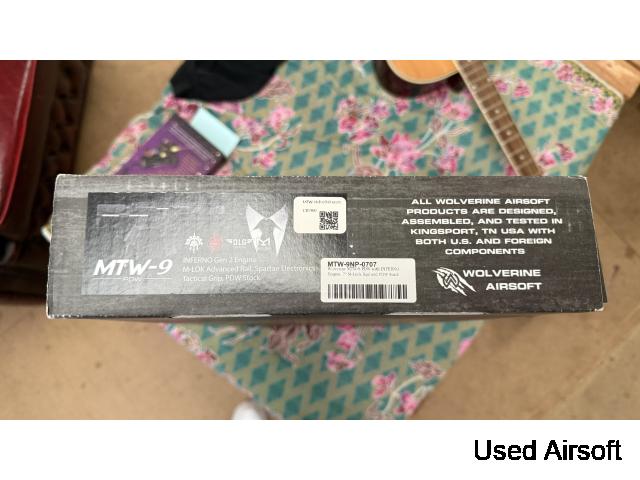 MTW-9
PDW
INFERNO Gen 2 Engine
M-LOK Advanced Rail, Spartan Electronics
Tactical Grip, PDW Stock
MTW-9NP-0707
ALL WOLVERINE AIRSOFT
PRODUCTS ARE DESIGNED,
ASSEMBLED, AND TESTED IN
KINGSPORT, TN USA WITH
BOTH U.S. AND FOREIGN
COMPONENTS
WOLVERINE
AIRSOFT
Used Airsoft